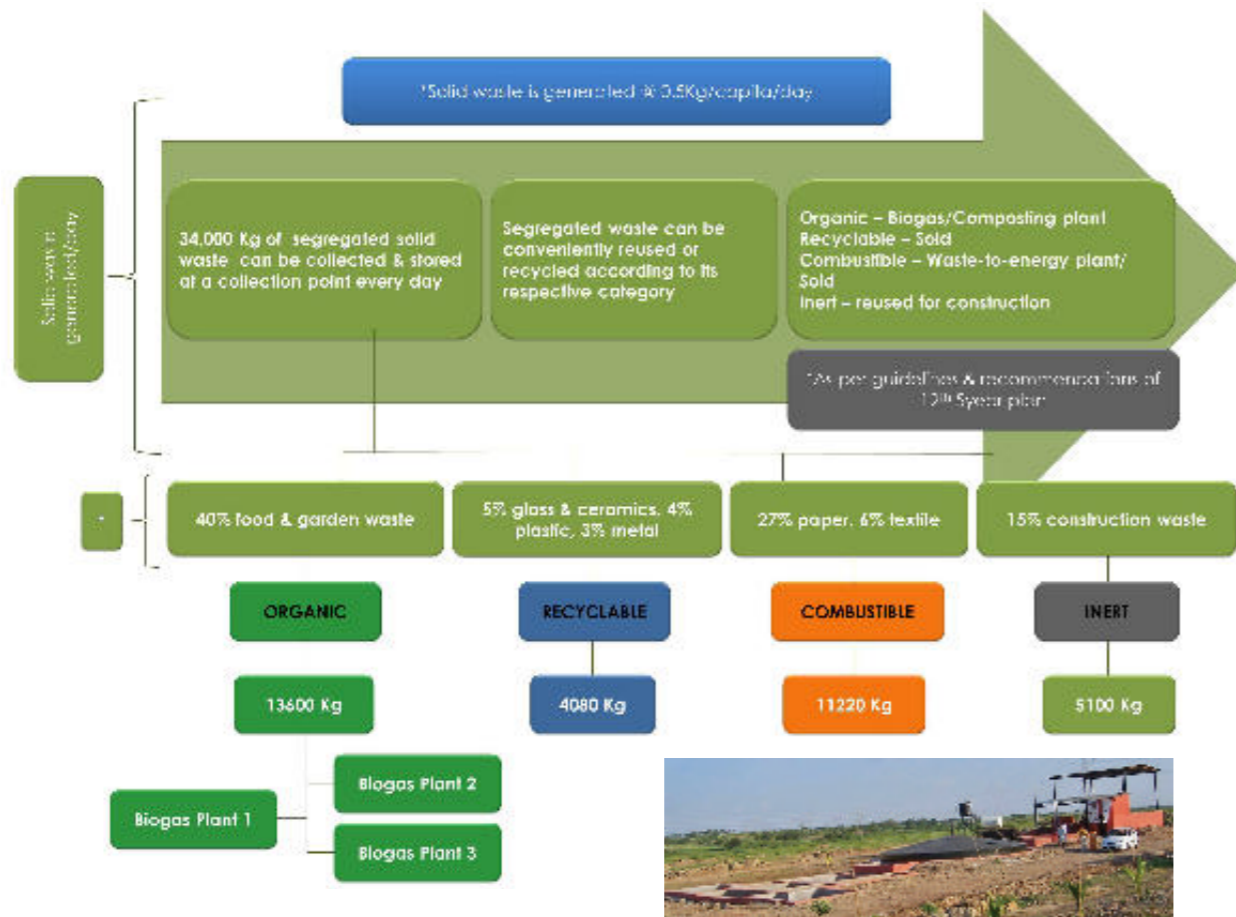 *Solid waste is generated @ 0.5Kg/capita/day
Solid waste
generated/day
34,000 Kg of segregated solid
waste can be collected & stored
at a collection point every day
Segregated waste can be
conveniently reused or
recycled according to its
respective category
Organic – Biogas/Composting plant
Recyclable – Sold
Combustible – Waste-to-energy plant/
Sold
Inert – reused for construction
*As per guidelines & recommendations of
12th 5year plan
*
40% food & garden waste
5% glass & ceramics, 4%
plastic, 3% metal
27% paper, 6% textile
15% construction waste
ORGANIC
RECYCLABLE
COMBUSTIBLE
INERT
13600 Kg
4080 Kg
11220 Kg
5100 Kg
Biogas Plant 1
Biogas Plant 2
Biogas Plant 3